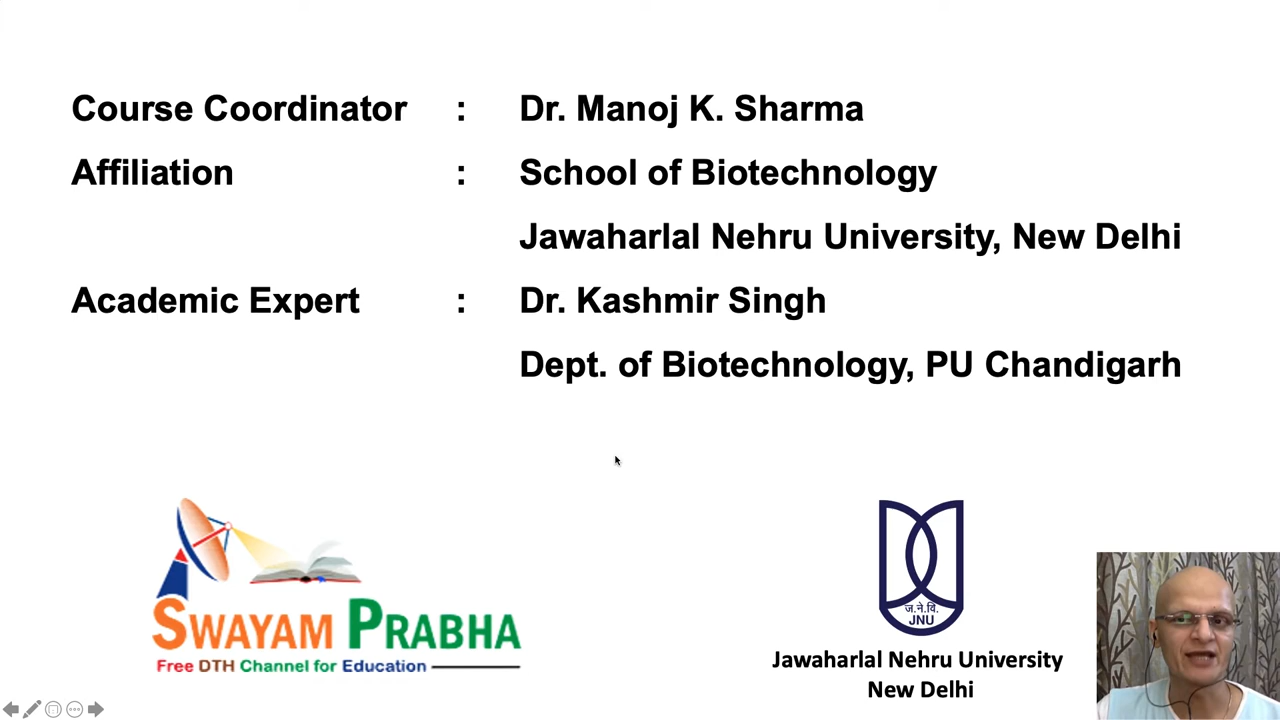 Course Coordinator : Dr. Manoj K. Sharma
Affiliation : School of Biotechnology
Jawaharlal Nehru University, New Delhi
Academic Expert : Dr. Kashmir Singh
Dept. of Biotechnology, PU Chandigarh
SWAYAM PRABHA
Free DTH Channel for Education
ज.ने.वि.
JNU
Jawaharlal Nehru University
New Delhi